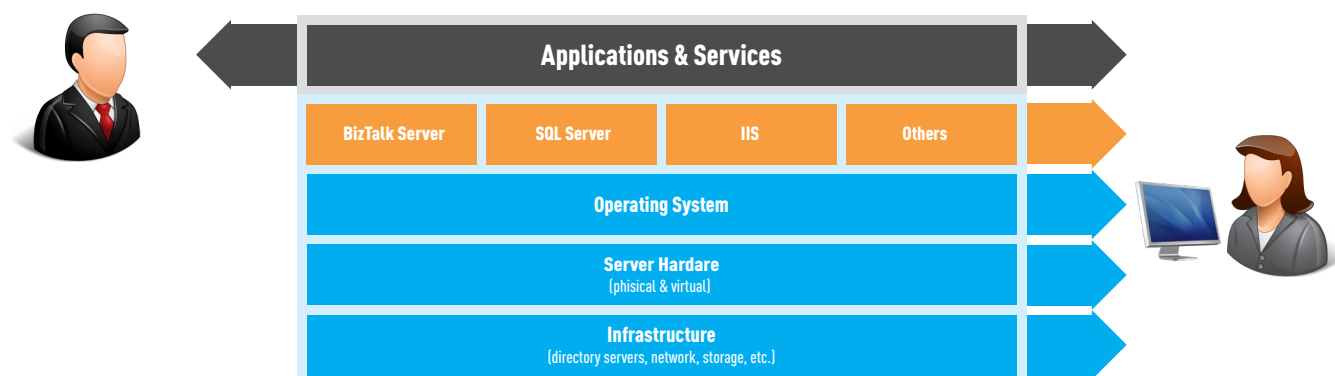 Applications & Services
BizTalk Server
SQL Server
IIS
Others
Operating System
Server Hardare
(phisical & virtual)
Infrastructure
(directory servers, network, storage, etc.)